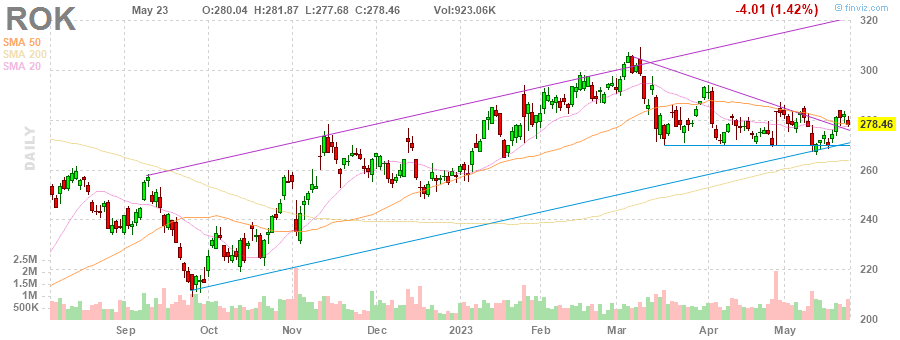 ROK May 23 O:280.04 H:281.87 L:277.68 C:278.46 Vol:923.06K -4.01 (1.42%) © finviz.com
SMA 50
SMA 200
SMA 20
DAILY
320
300
280
278.46
260
240
220
200
2.5M
2M
1.5M
1M
500K
Sep Oct Nov Dec 2023 Feb Mar Apr May